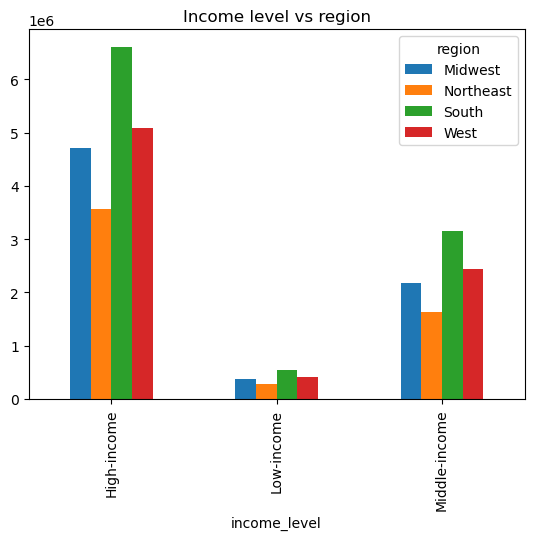 Income level vs region
1e6
region
Midwest
Northeast
South
West
6
5
4
3
2
1
0
High-income
Low-income
Middle-income
income_level